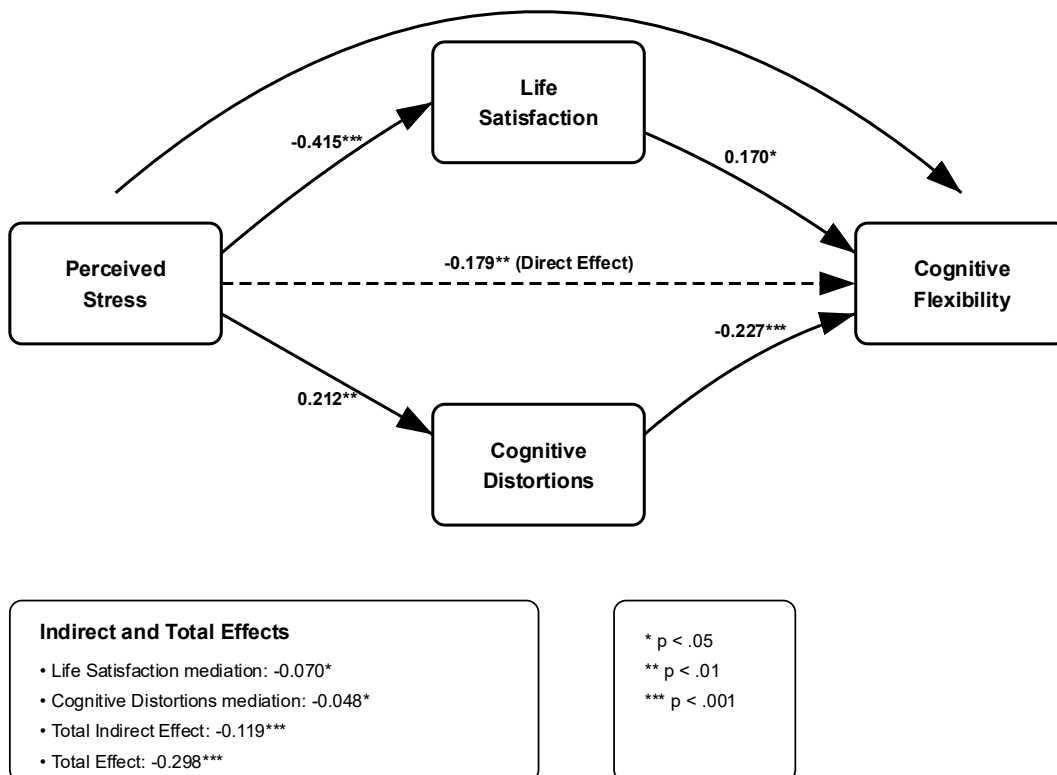 Life
Satisfaction
-0.415***
0.170*
Perceived
Stress
-0.179** (Direct Effect)
Cognitive
Flexibility
-0.227***
0.212**
Cognitive
Distortions
Indirect and Total Effects
• Life Satisfaction mediation: -0.070*
• Cognitive Distortions mediation: -0.048*
• Total Indirect Effect: -0.119***
• Total Effect: -0.298***
* p < .05
** p < .01
*** p < .001